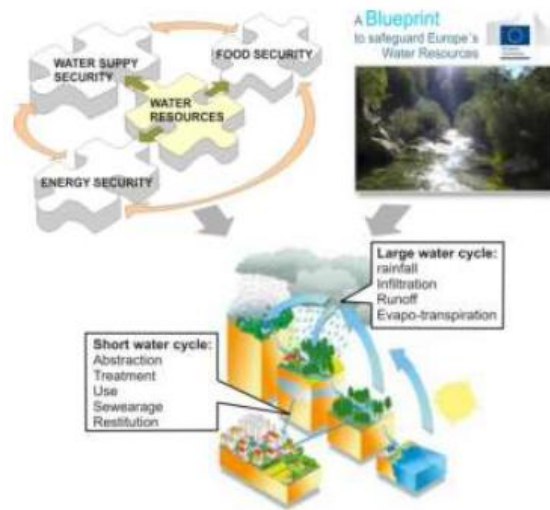 WATER SUPPY
SECURITY
FOOD SECURITY
WATER
RESOURCES
ENERGY SECURITY
A Blueprint
to safeguard Europe's
Water Resources
Large water cycle:
rainfall
Infiltration
Runoff
Evapo-transpiration
Short water cycle:
Abstraction
Treatment
Use
Sewearage
Restitution